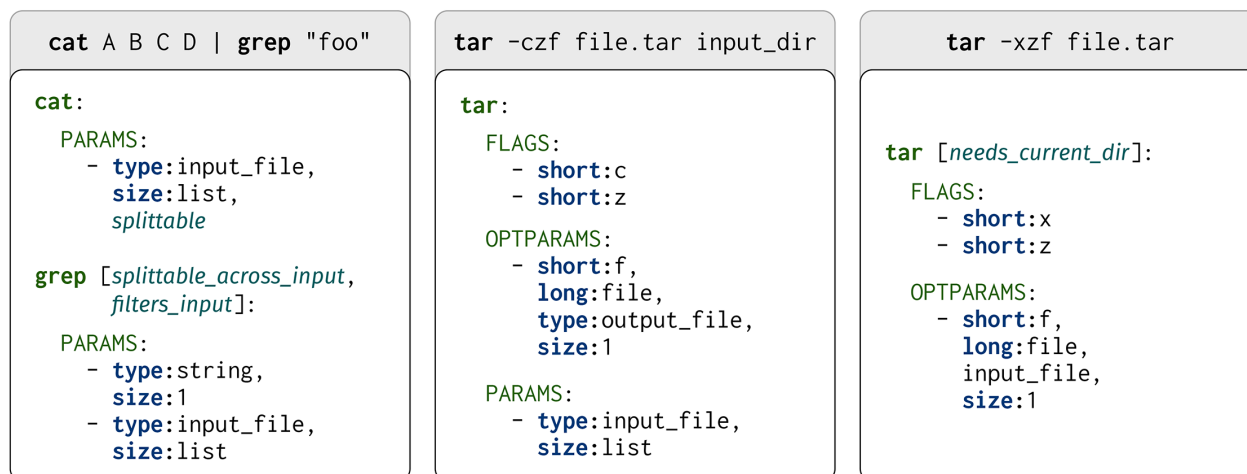 cat A B C D | grep "foo"
cat:
PARAMS:
- type:input_file,
size:list,
splittable
grep [splittable_across_input,
filters_input]:
PARAMS:
- type:string,
size:1
- type:input_file,
size:list
tar -czf file.tar input_dir
tar:
FLAGS:
- short:c
- short:z
OPTPARAMS:
- short:f,
long:file,
type:output_file,
size:1
PARAMS:
- type:input_file,
size:list
tar -xzf file.tar
tar [needs_current_dir]:
FLAGS:
- short:x
- short:z
OPTPARAMS:
- short:f,
long:file,
input_file,
size:1